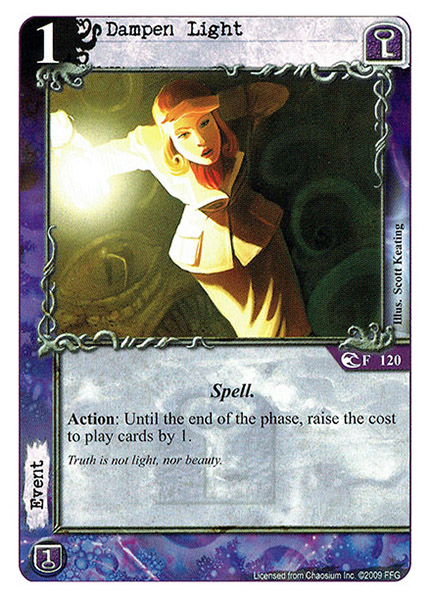 1
Dampen Light
Illus. Scott Keating
F 120
Spell.
Action: Until the end of the phase, raise the cost
to play cards by 1.
Truth is not light, nor beauty.
Event
1
Licensed from Chaosium Inc. ©2009 FFG